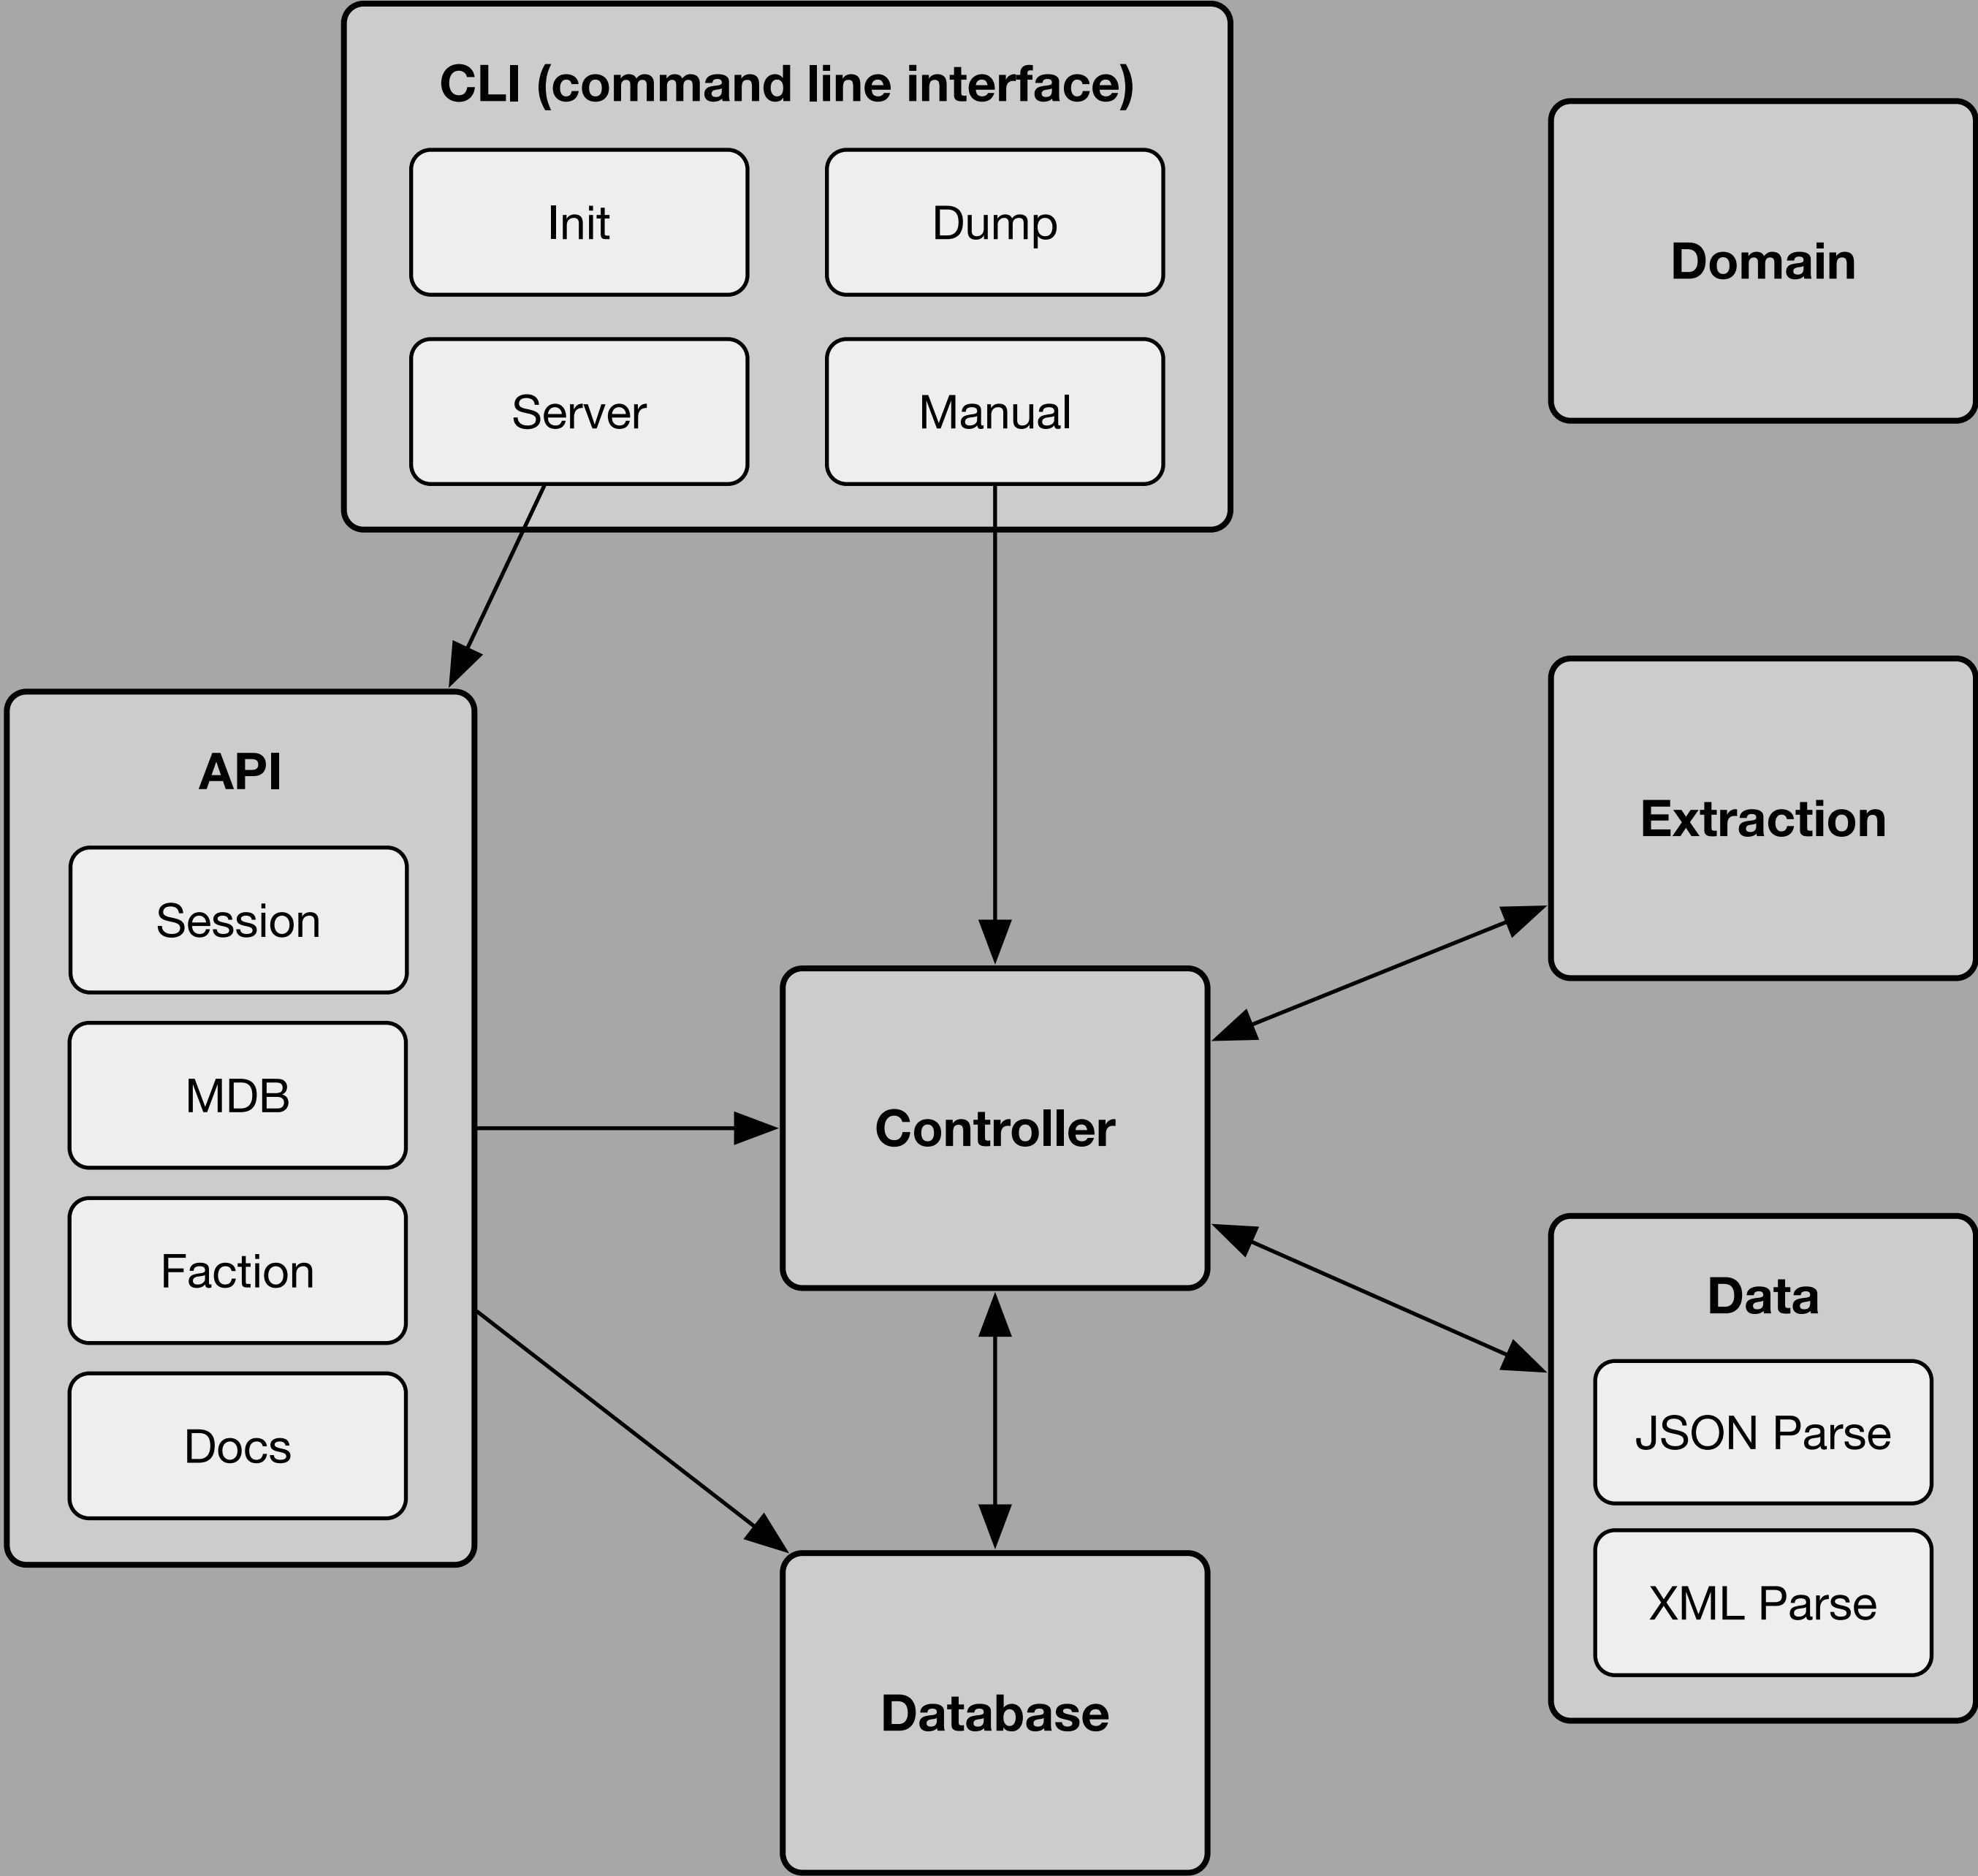 CLI (command line interface)
Init
Dump
Server
Manual
Domain
API
Session
MDB
Faction
Docs
Controller
Extraction
Data
JSON Parse
XML Parse
Database